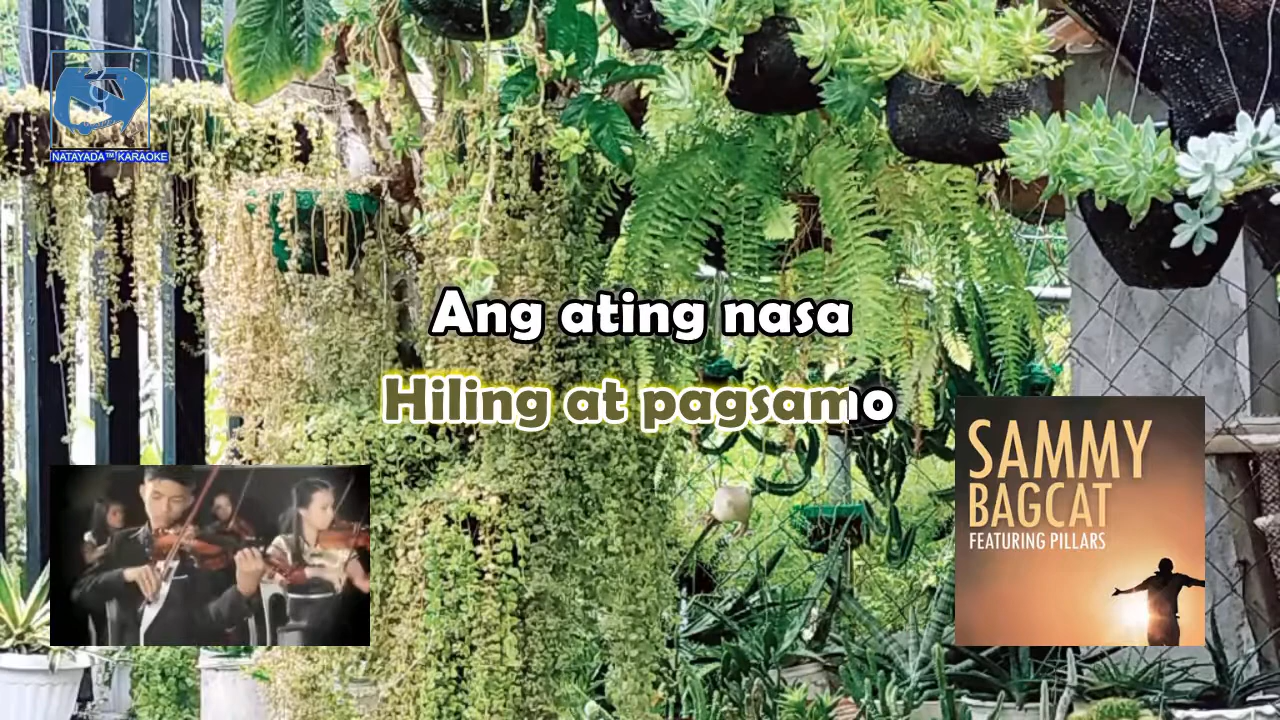 NATAYADA™ KARAOKE
Ang ating nasa
Hiling at pagsamo
SAMMY
BAGCAT
FEATURING PILLARS